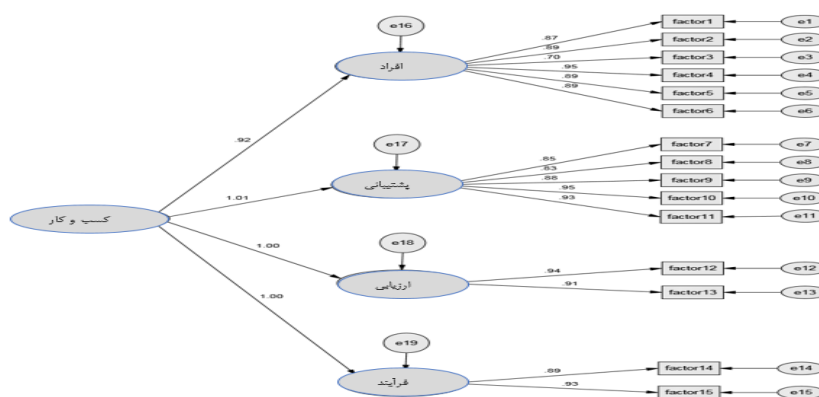 e16
افراد
.87
.89
.70
.95
.89
.89
factor1
factor2
factor3
factor4
factor5
factor6
e1
e2
e3
e4
e5
e6
.92
e17
پشتیبانی
.85
.83
.88
.95
.93
factor7
factor8
factor9
factor10
factor11
e7
e8
e9
e10
e11
کسب و کار
1.01
1.00
1.00
e18
ارزیابی
.94
.91
factor12
factor13
e12
e13
e19
فرآیند
.89
.93
factor14
factor15
e14
e15